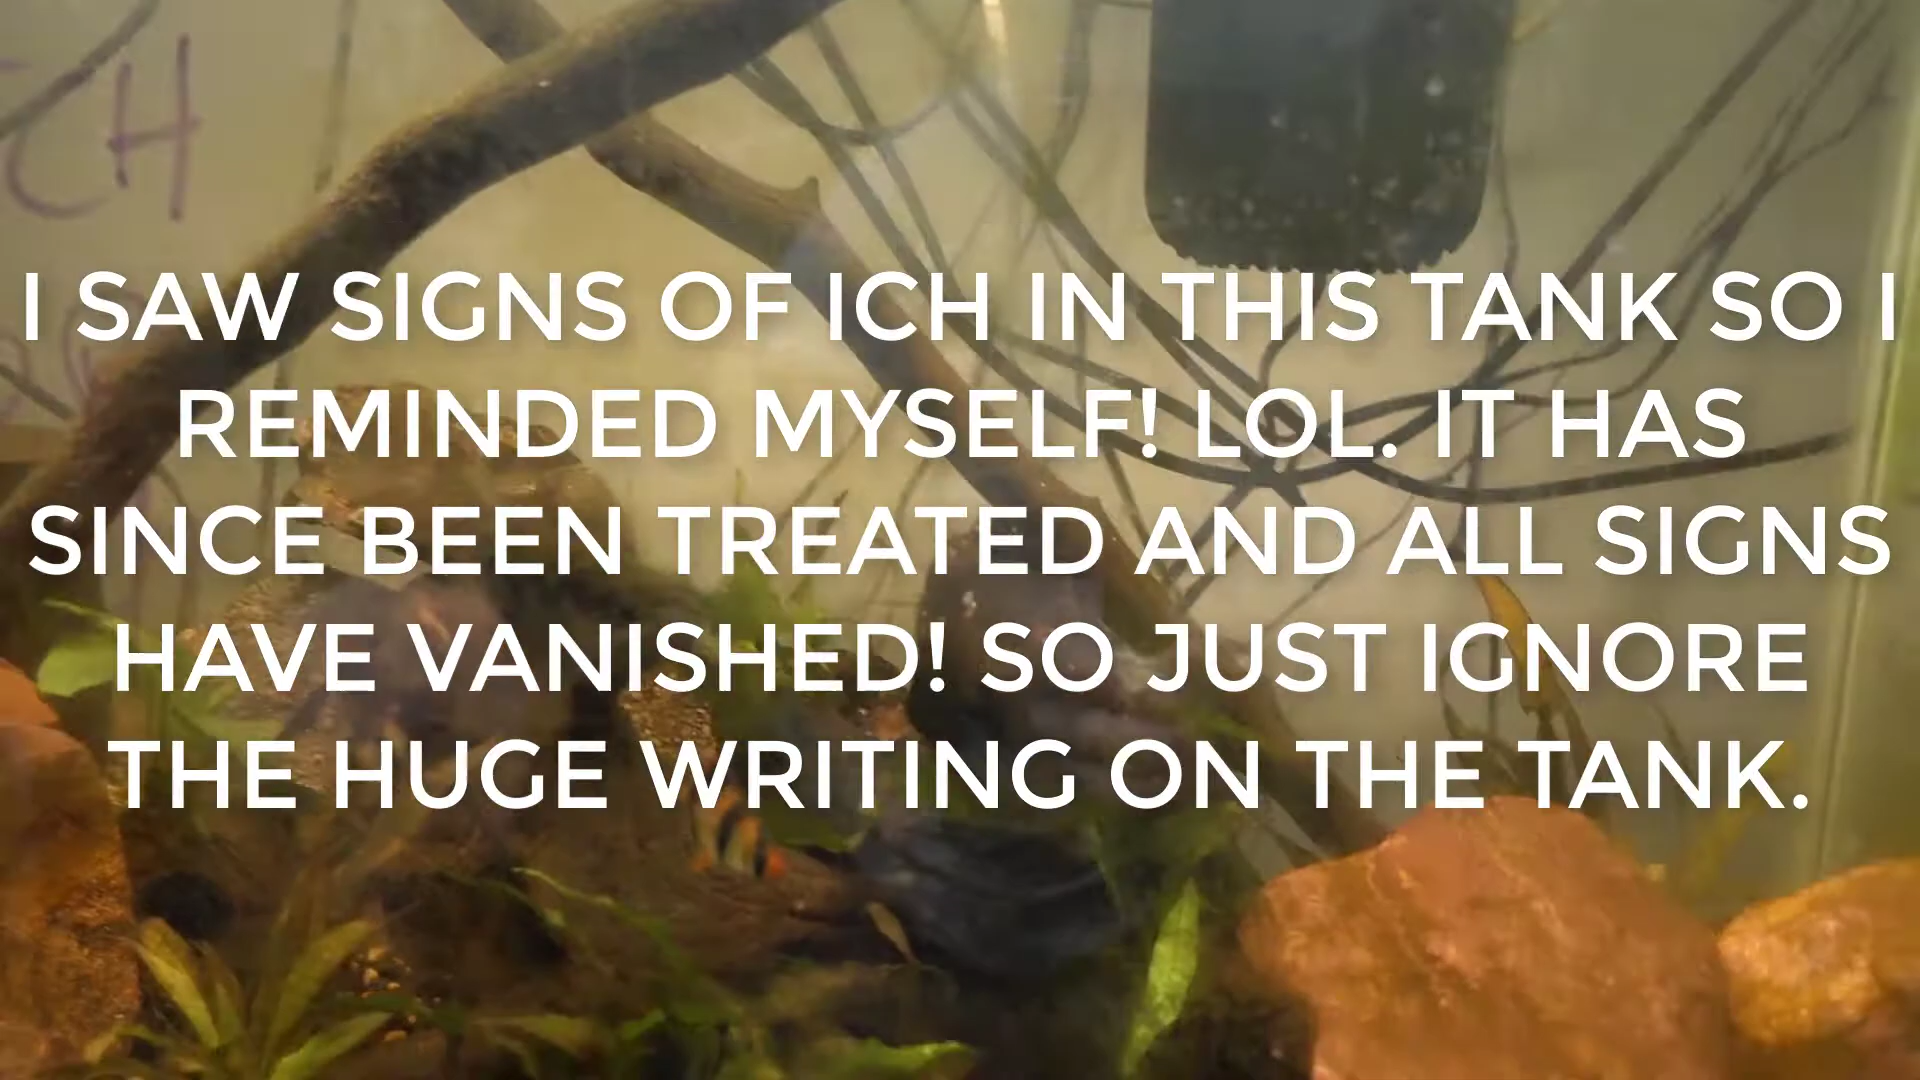 CH
I SAW SIGNS OF ICH IN THIS TANK SO I
REMINDED MYSELF! LOL. IT HAS
SINCE BEEN TREATED AND ALL SIGNS
HAVE VANISHED! SO JUST IGNORE
THE HUGE WRITING ON THE TANK.